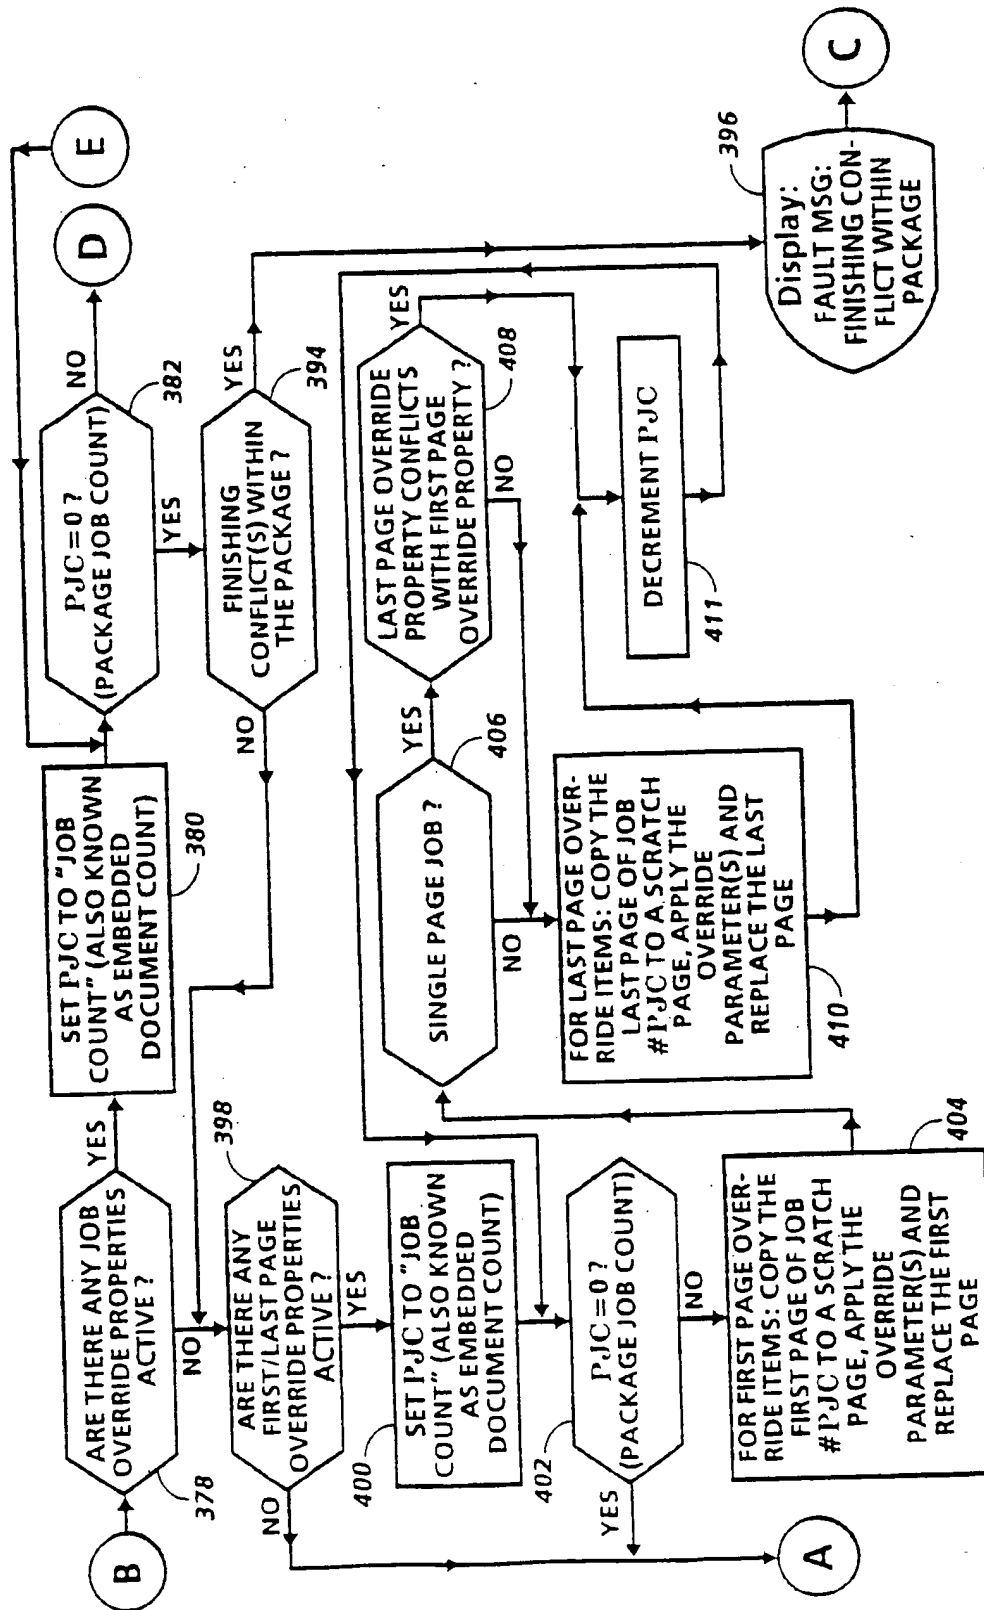 B
ARE THERE ANY JOB
OVERRIDE PROPERTIES
ACTIVE ?
378
YES
NO
SET PJC TO "JOB
COUNT" (ALSO KNOWN
AS EMBEDDED
DOCUMENT COUNT)
380
PJC=0 ?
(PACKAGE JOB COUNT)
382
NO
YES
D
E
FINISHING
CONFLICT(S) WITHIN
THE PACKAGE ?
394
YES
NO
ARE THERE ANY
FIRST/LAST PAGE
OVERRIDE PROPERTIES
ACTIVE ?
398
NO
YES
SET PJC TO "JOB
COUNT" (ALSO KNOWN
AS EMBEDDED
DOCUMENT COUNT)
400
PJC=0 ?
(PACKAGE JOB COUNT)
402
YES
NO
A
FOR FIRST PAGE OVER-
RIDE ITEMS: COPY THE
FIRST PAGE OF JOB
#PJC TO A SCRATCH
PAGE, APPLY THE
OVERRIDE
PARAMETER(S) AND
REPLACE THE FIRST
PAGE
404
SINGLE PAGE JOB ?
406
YES
NO
LAST PAGE OVERRIDE
PROPERTY CONFLICTS
WITH FIRST PAGE
OVERRIDE PROPERTY ?
408
YES
NO
FOR LAST PAGE OVER-
RIDE ITEMS: COPY THE
LAST PAGE OF JOB
#PJC TO A SCRATCH
PAGE, APPLY THE
OVERRIDE
PARAMETER(S) AND
REPLACE THE LAST
PAGE
410
DECREMENT PJC
411
Display:
FAULT MSG:
FINISHING CON-
FLICT WITHIN
PACKAGE
396
C